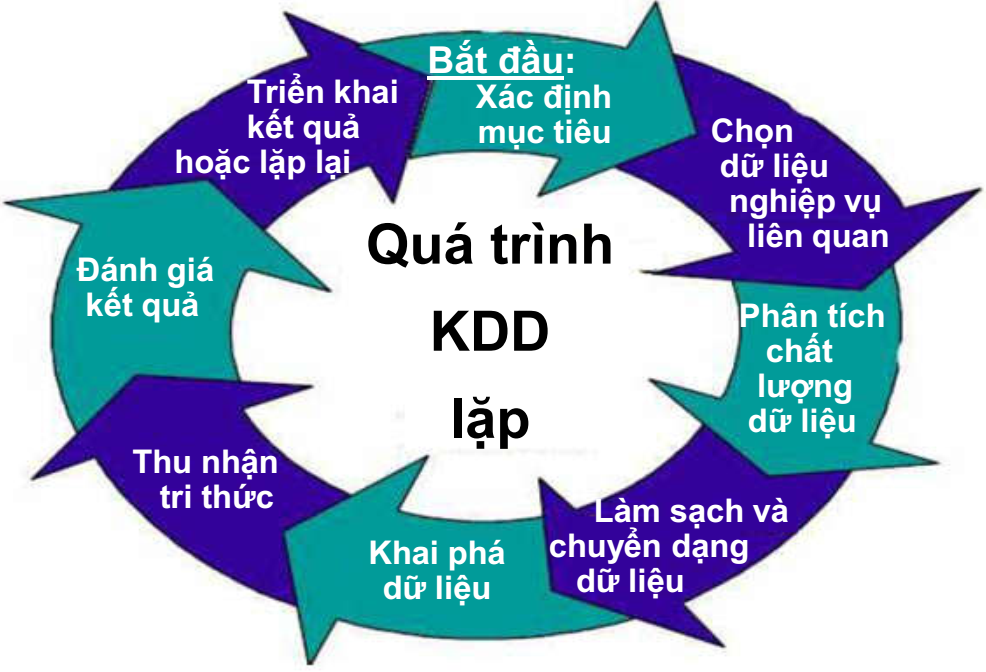 Bắt đầu:
Xác định
mục tiêu
Chọn
dữ liệu
nghiệp vụ
liên quan
Phân tích
chất
lượng
dữ liệu
Làm sạch và
chuyển dạng
dữ liệu
Khai phá
dữ liệu
Thu nhận
tri thức
Đánh giá
kết quả
Triển khai
kết quả
hoặc lặp lại
Quá trình
KDD
lặp